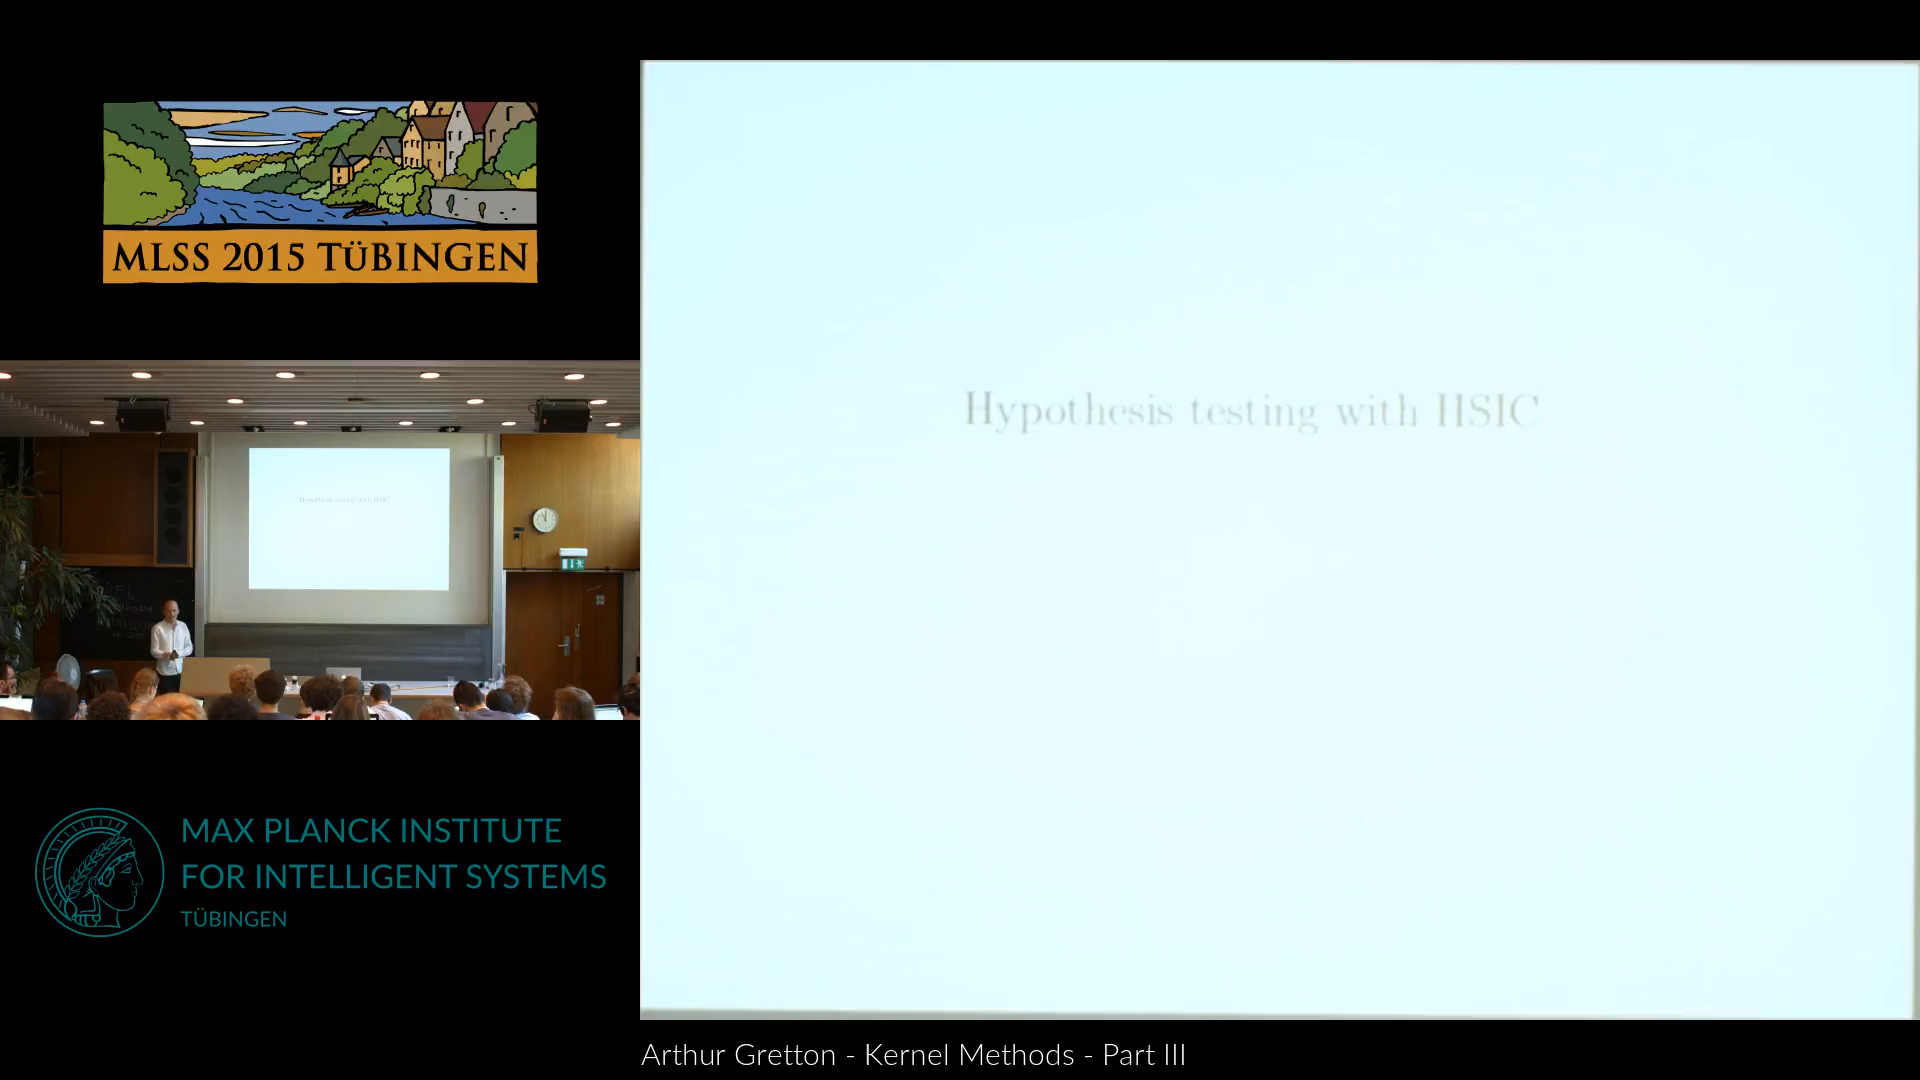 MLSS 2015 TÜBINGEN
Hypothesis testing with HSIC
MAX PLANCK INSTITUTE
FOR INTELLIGENT SYSTEMS
TÜBINGEN
Arthur Gretton - Kernel Methods - Part III